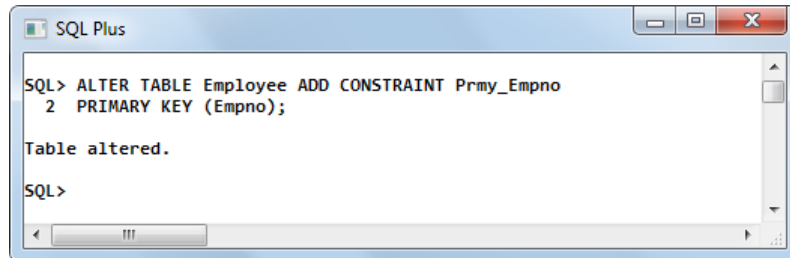 SQL Plus
SQL> ALTER TABLE Employee ADD CONSTRAINT Prmy_Empno
2 PRIMARY KEY (Empno);
Table altered.
SQL>